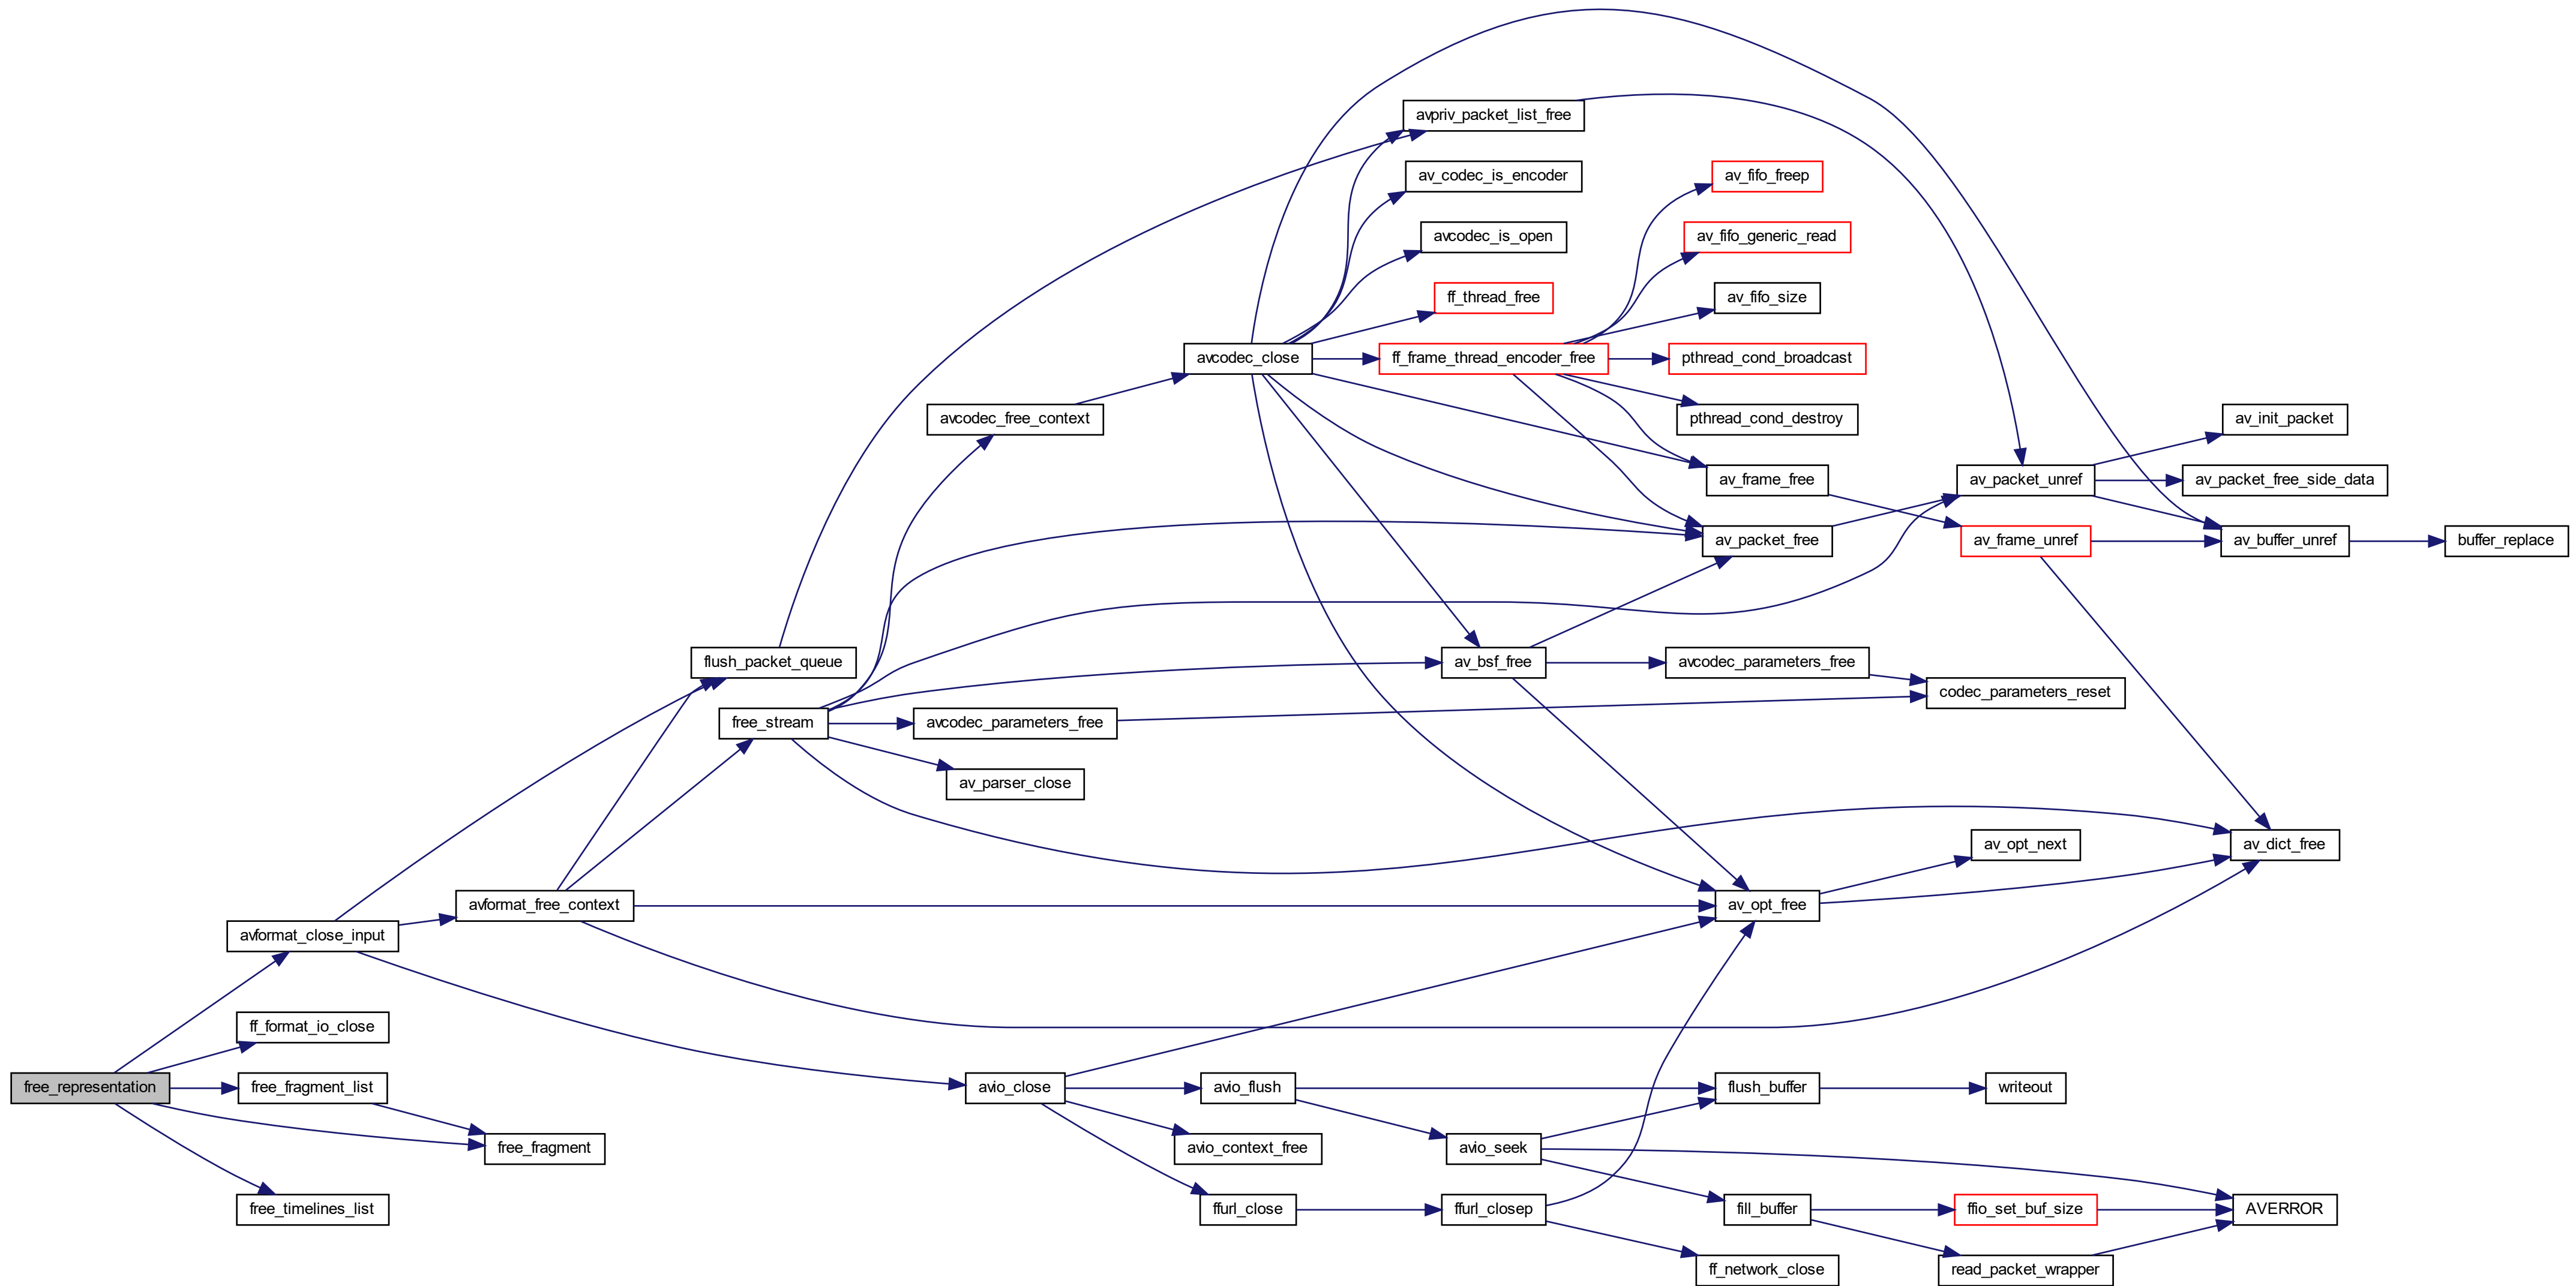 avpriv_packet_list_free
av_codec_is_encoder
av_fifo_freep
avcodec_is_open
av_fifo_generic_read
ff_thread_free
av_fifo_size
avcodec_close
ff_frame_thread_encoder_free
pthread_cond_broadcast
avcodec_free_context
pthread_cond_destroy
av_init_packet
av_frame_free
av_packet_unref
av_packet_free_side_data
av_packet_free
av_frame_unref
av_buffer_unref
buffer_replace
flush_packet_queue
av_bsf_free
avcodec_parameters_free
codec_parameters_reset
free_stream
avcodec_parameters_free
av_parser_close
av_opt_next
av_dict_free
avformat_free_context
av_opt_free
avformat_close_input
ff_format_io_close
free_representation
free_fragment_list
avio_close
avio_flush
flush_buffer
writeout
free_fragment
avio_context_free
avio_seek
free_timelines_list
ffurl_close
ffurl_closep
fill_buffer
ffio_set_buf_size
AVERROR
ff_network_close
read_packet_wrapper